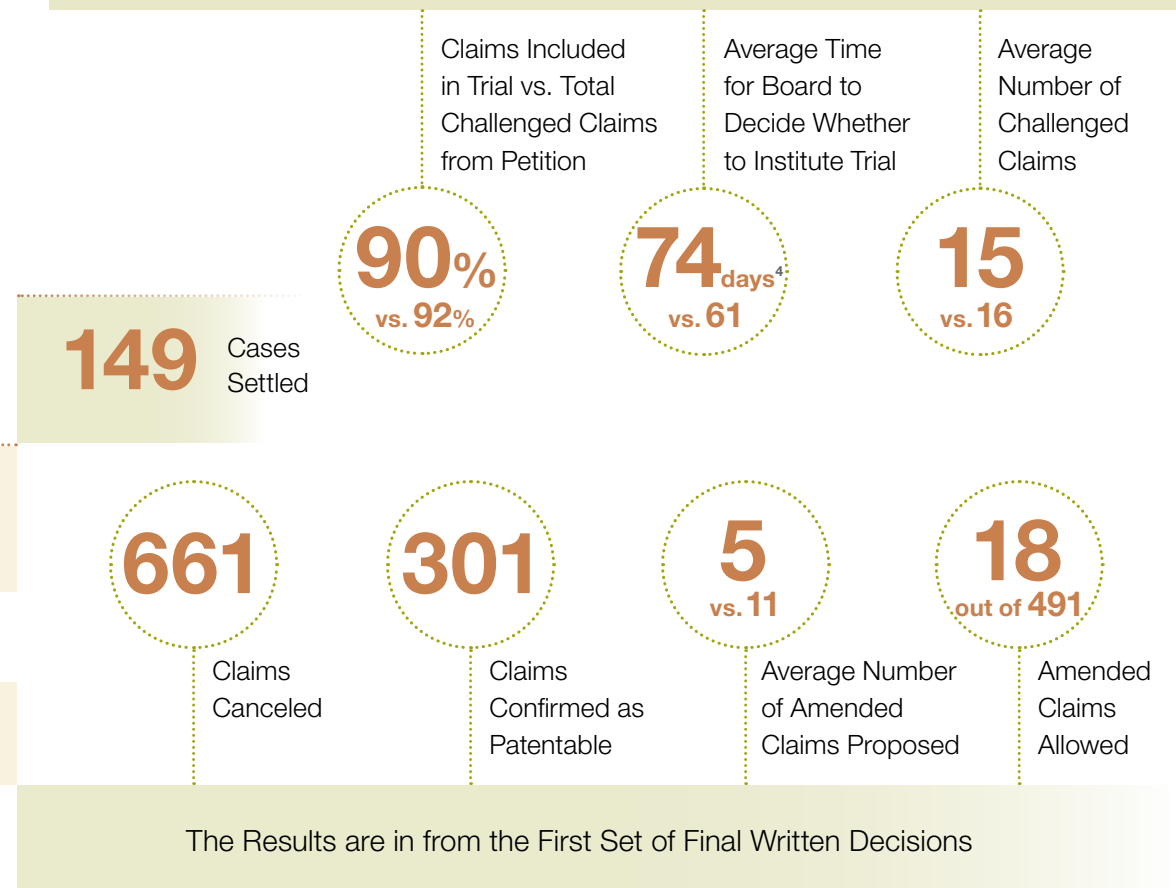 Claims Included
in Trial vs. Total
Challenged Claims
from Petition
90%
vs. 92%
Average Time
for Board to
Decide Whether
to Institute Trial
74 days⁴
vs. 61
Average
Number of
Challenged
Claims
15
vs. 16
149
Cases
Settled
661
Claims
Canceled
301
Claims
Confirmed as
Patentable
5
vs. 11
Average Number
of Amended
Claims Proposed
18
out of 491
Amended
Claims
Allowed
The Results are in from the First Set of Final Written Decisions